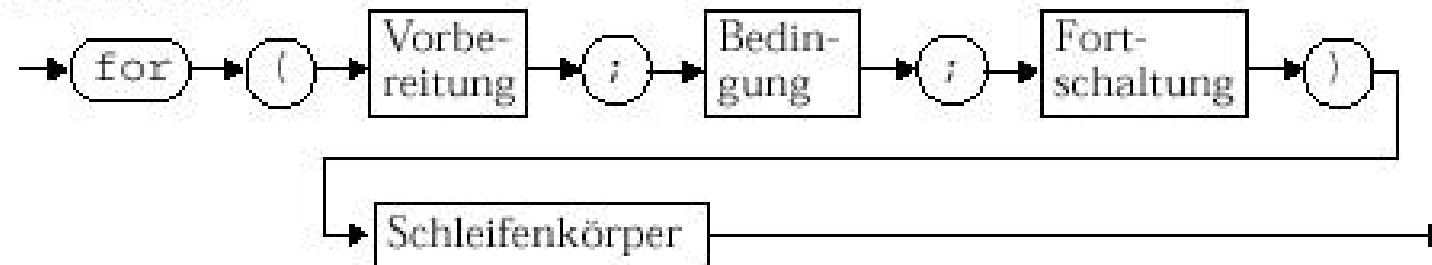 for ( Vorbe-
reitung ; Bedin-
gung ; Fort-
schaltung )
Schleifenkörper